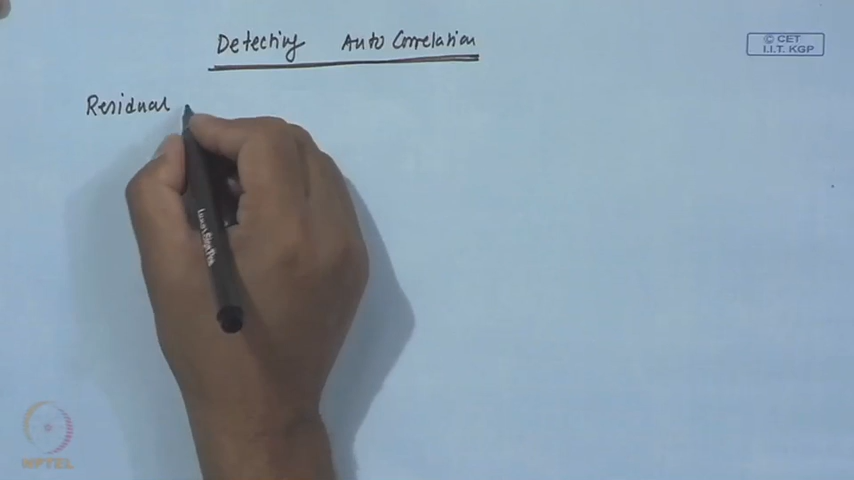 Detecting Auto Correlation
© CET
I.I.T. KGP
Residual
NPTEL